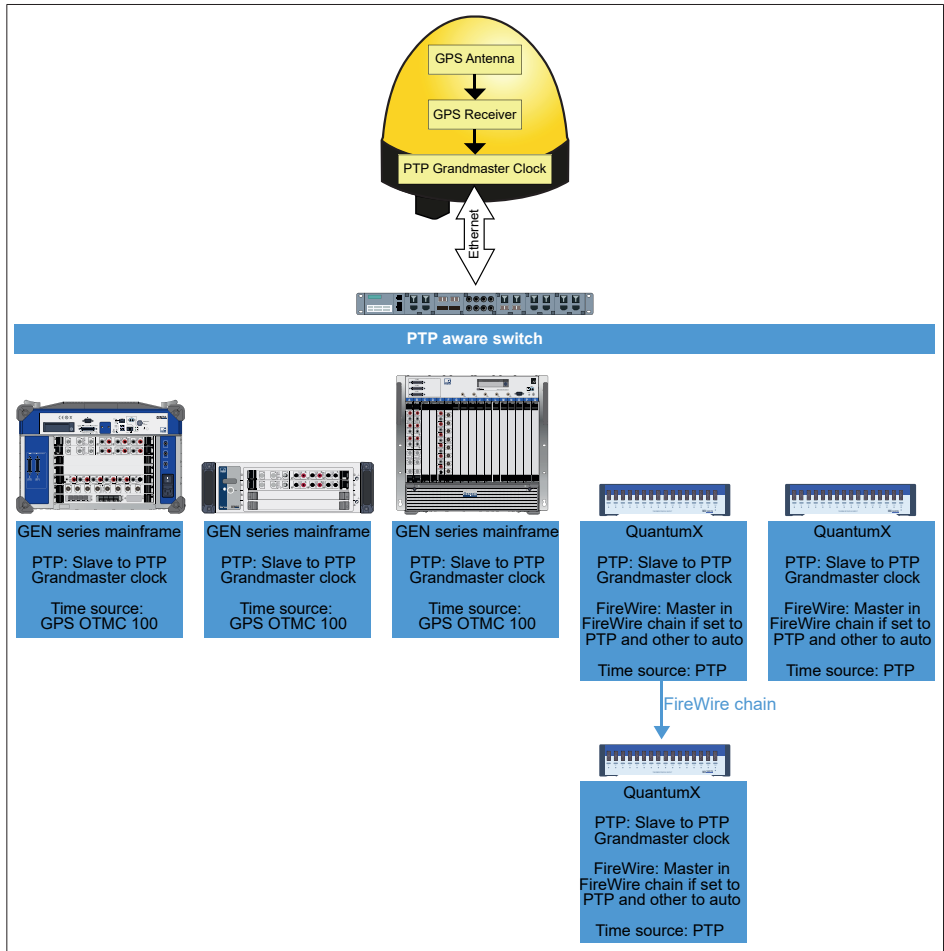 GPS Antenna
GPS Receiver
PTP Grandmaster Clock
Ethernet
PTP aware switch
GEN series mainframe
PTP: Slave to PTP
Grandmaster clock
Time source:
GPS OTMC 100
GEN series mainframe
PTP: Slave to PTP
Grandmaster clock
Time source:
GPS OTMC 100
GEN series mainframe
PTP: Slave to PTP
Grandmaster clock
Time source:
GPS OTMC 100
QuantumX
PTP: Slave to PTP
Grandmaster clock
FireWire: Master in
FireWire chain if set to
PTP and other to auto
Time source: PTP
QuantumX
PTP: Slave to PTP
Grandmaster clock
FireWire: Master in
FireWire chain if set to
PTP and other to auto
Time source: PTP
FireWire chain
QuantumX
PTP: Slave to PTP
Grandmaster clock
FireWire: Master in
FireWire chain if set to
PTP and other to auto
Time source: PTP